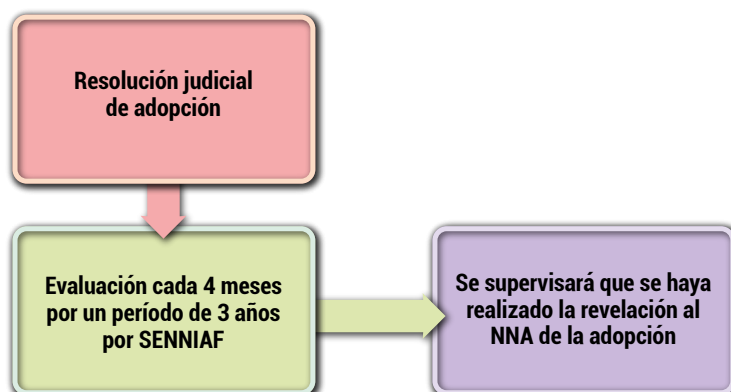 Resolución judicial
de adopción
Evaluación cada 4 meses
por un período de 3 años
por SENNIAF
Se supervisará que se haya
realizado la revelación al
NNA de la adopción